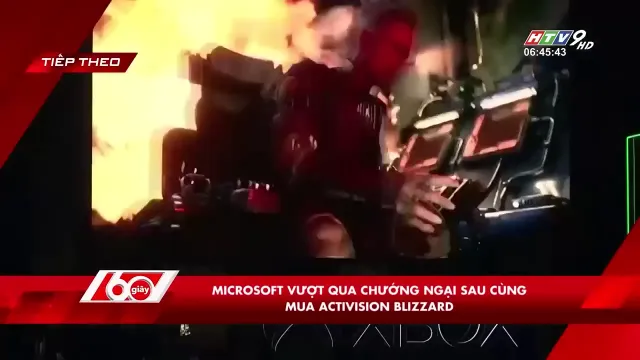 TIẾP THEO
HTV9 HD
06:45:43
60 giây
MICROSOFT VƯỢT QUA CHƯỚNG NGẠI SAU CÙNG
MUA ACTIVISION BLIZZARD
XBOX